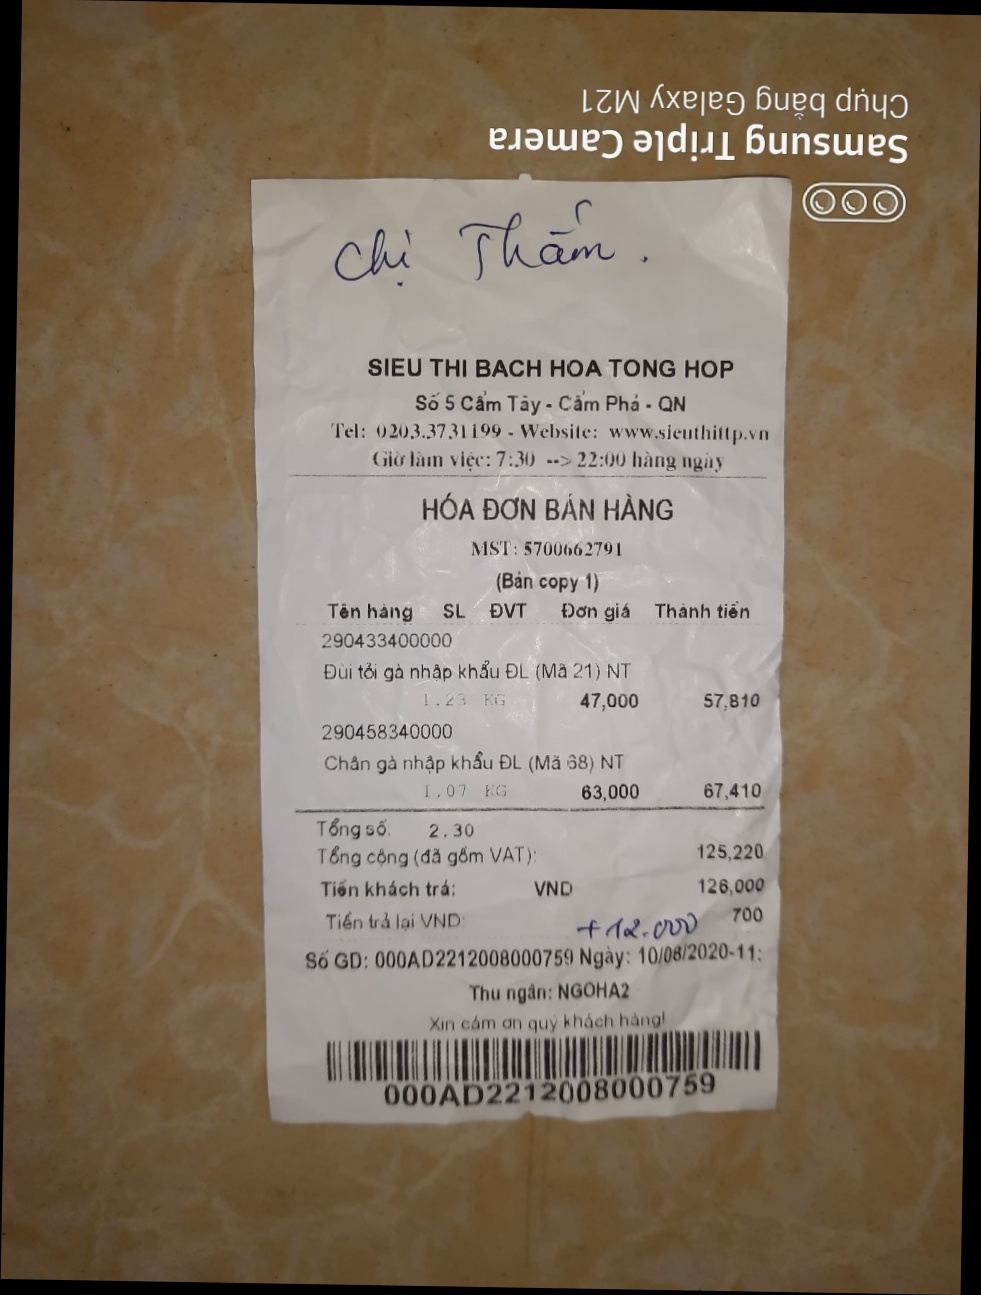 Chị Thắm.
SIEU THI BACH HOA TONG HOP
Số 5 Cẩm Tây - Cẩm Phả - QN
Tel: 0203.3731199 - Website: www.sieuthittp.vn
Giờ làm việc: 7:30 --> 22:00 hàng ngày
HÓA ĐƠN BÁN HÀNG
MST: 5700662791
(Bản copy 1)
Tên hàng SL ĐVT Đơn giá Thành tiền
290433400000
Đùi tỏi gà nhập khẩu ĐL (Mã 21) NT
1.23 KG 47,000 57,810
290458340000
Chân gà nhập khẩu ĐL (Mã 68) NT
1.07 KG 63,000 67,410
Tổng số: 2.30
Tổng cộng (đã gồm VAT): 125,220
Tiền khách trả: VND 126,000
Tiền trả lại VND: 700
+ 12.000
Số GD: 000AD2212008000759 Ngày: 10/08/2020-11:
Thu ngân: NGOHA2
Xin cám ơn quý khách hàng!
000AD2212008000759
Samsung Triple Camera
Chụp bằng Galaxy M21